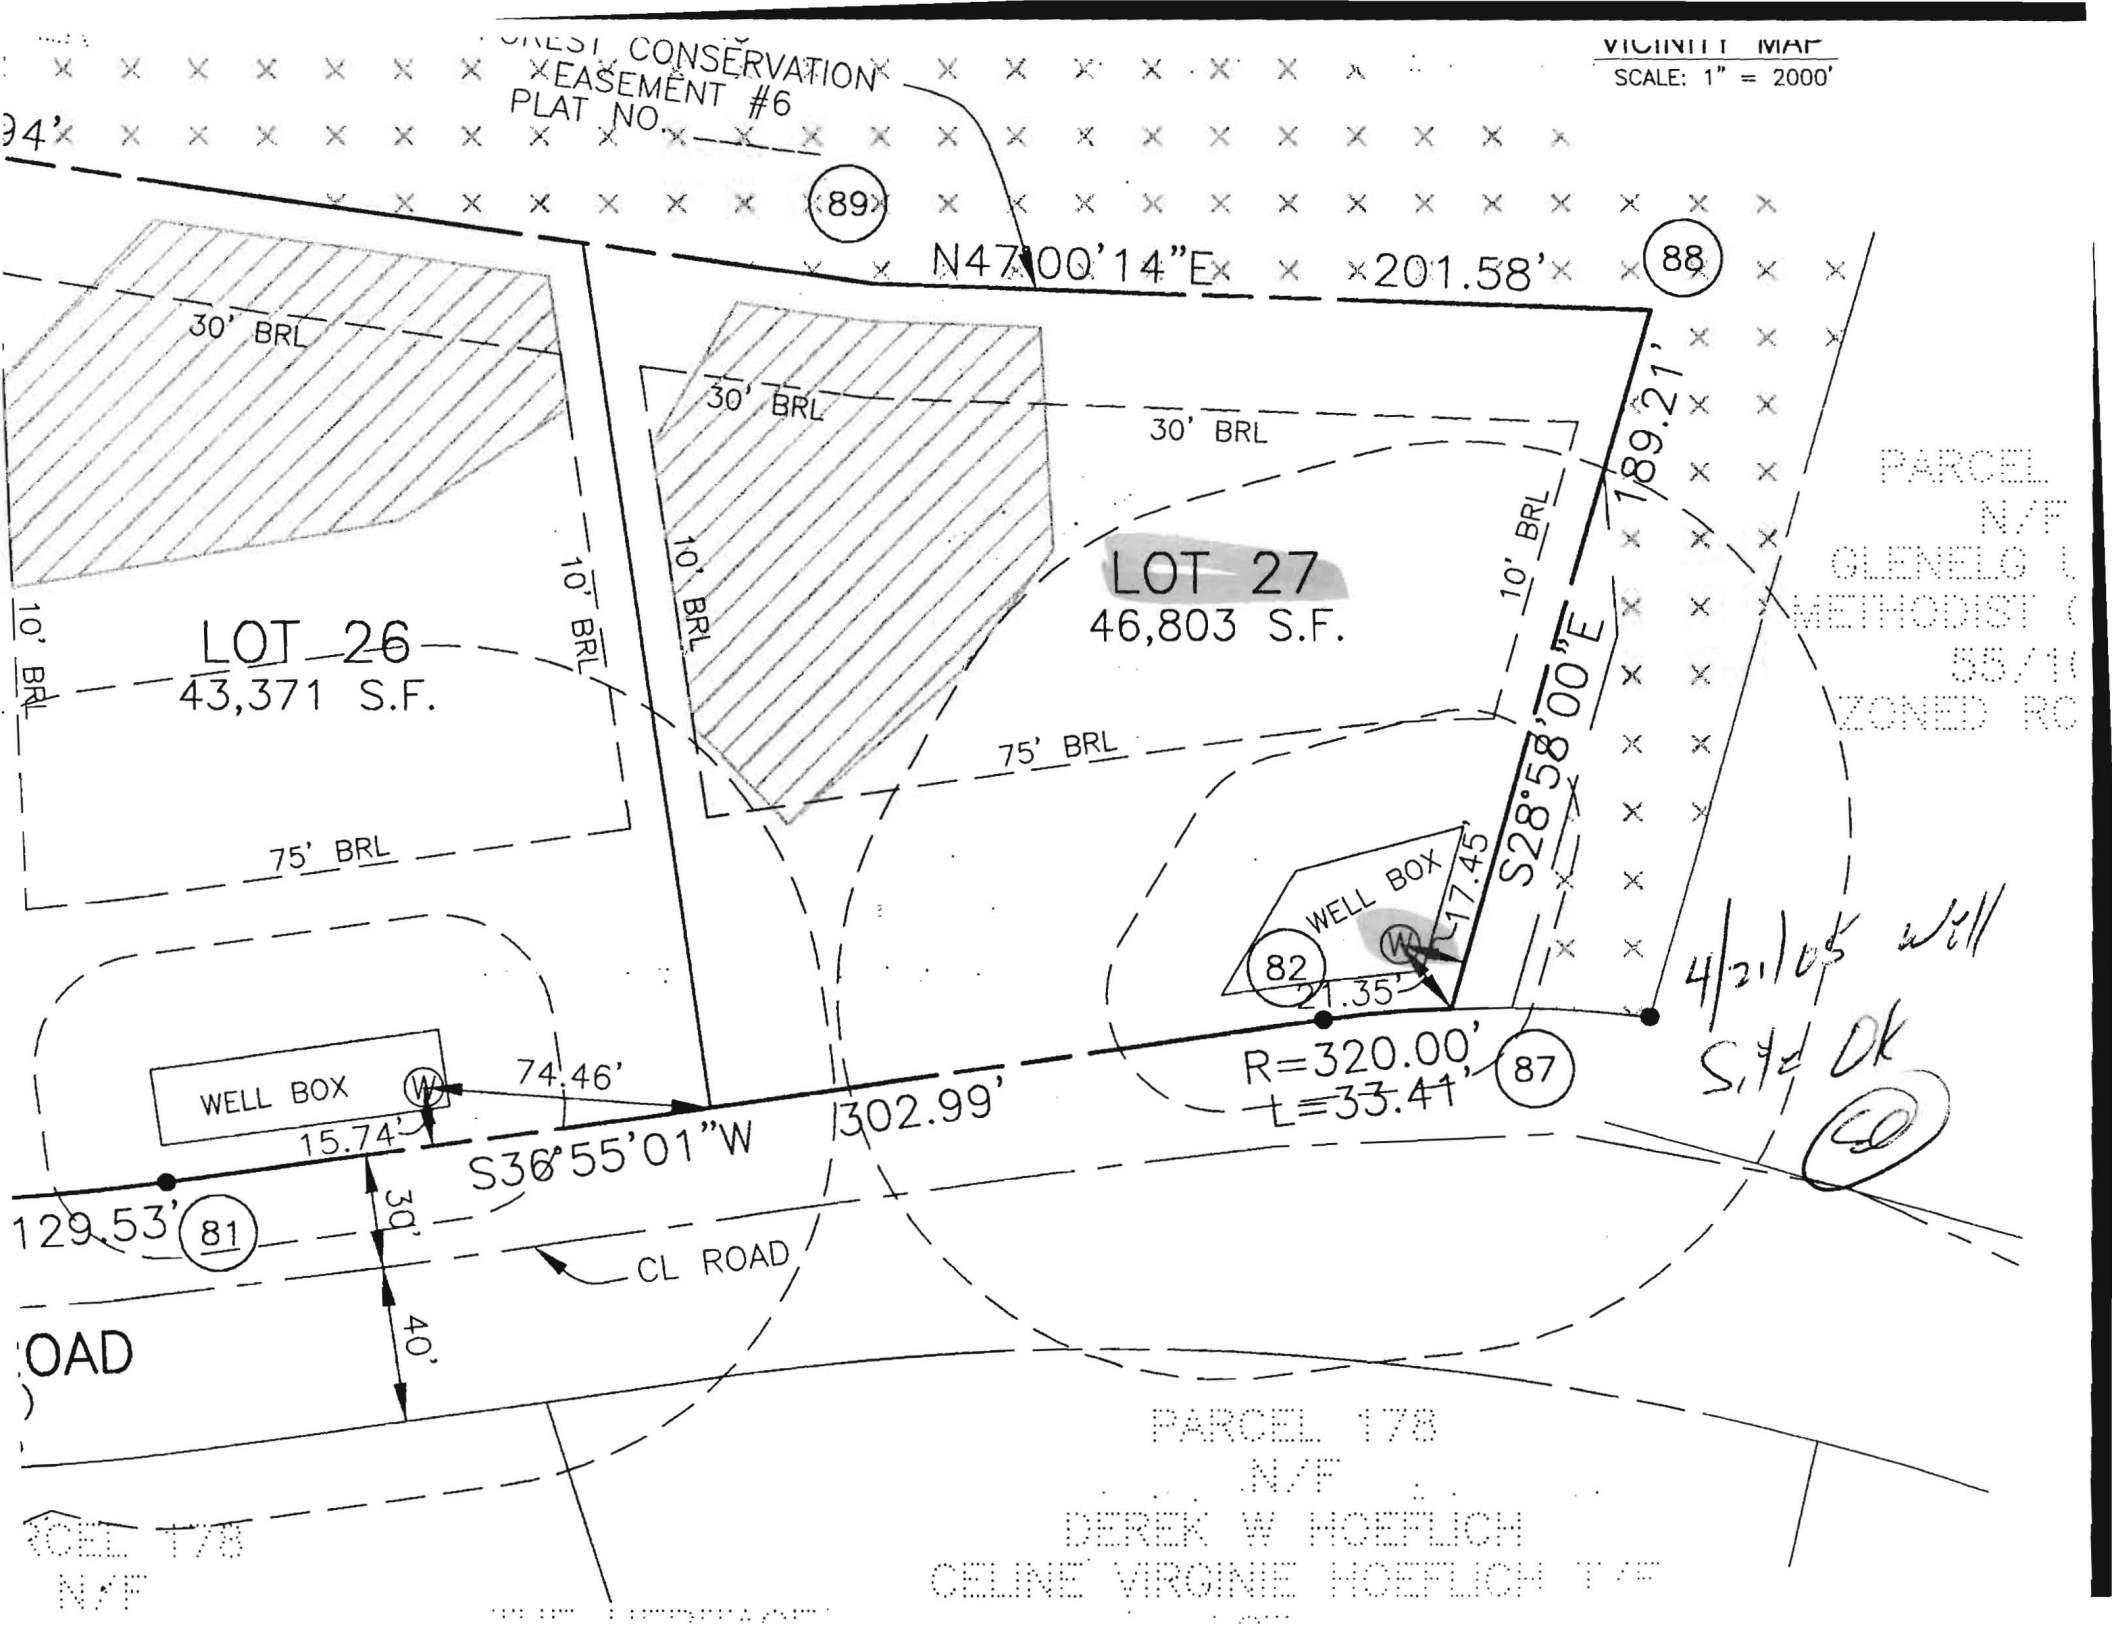 CONSERVATION
EASEMENT #6
PLAT NO.
VICINITY MAP
SCALE: 1" = 2000'
94'
89
N47°00'14"E 201.58'
88
30' BRL
30' BRL
30' BRL
189.21'
PARCEL
N/F
GLENELG
METHODIST
ZONED RC
10' BRL
10' BRL
10' BRL
10' BRL
LOT 26
43,371 S.F.
LOT 27
46,803 S.F.
S28°58'00"E
75' BRL
75' BRL
WELL BOX
W
17.45'
82
21.35'
4/21/05 Well
Site OK
WELL BOX
W
74.46'
15.74'
R=320.00'
L=33.41'
87
302.99'
S36°55'01"W
129.53'
81
30'
CL ROAD
40'
OAD
)
PARCEL 178
N/F
DEREK W HOEFLICH
CELINE VIRGINIE HOEFLICH T/E
RCEL 178
N/F